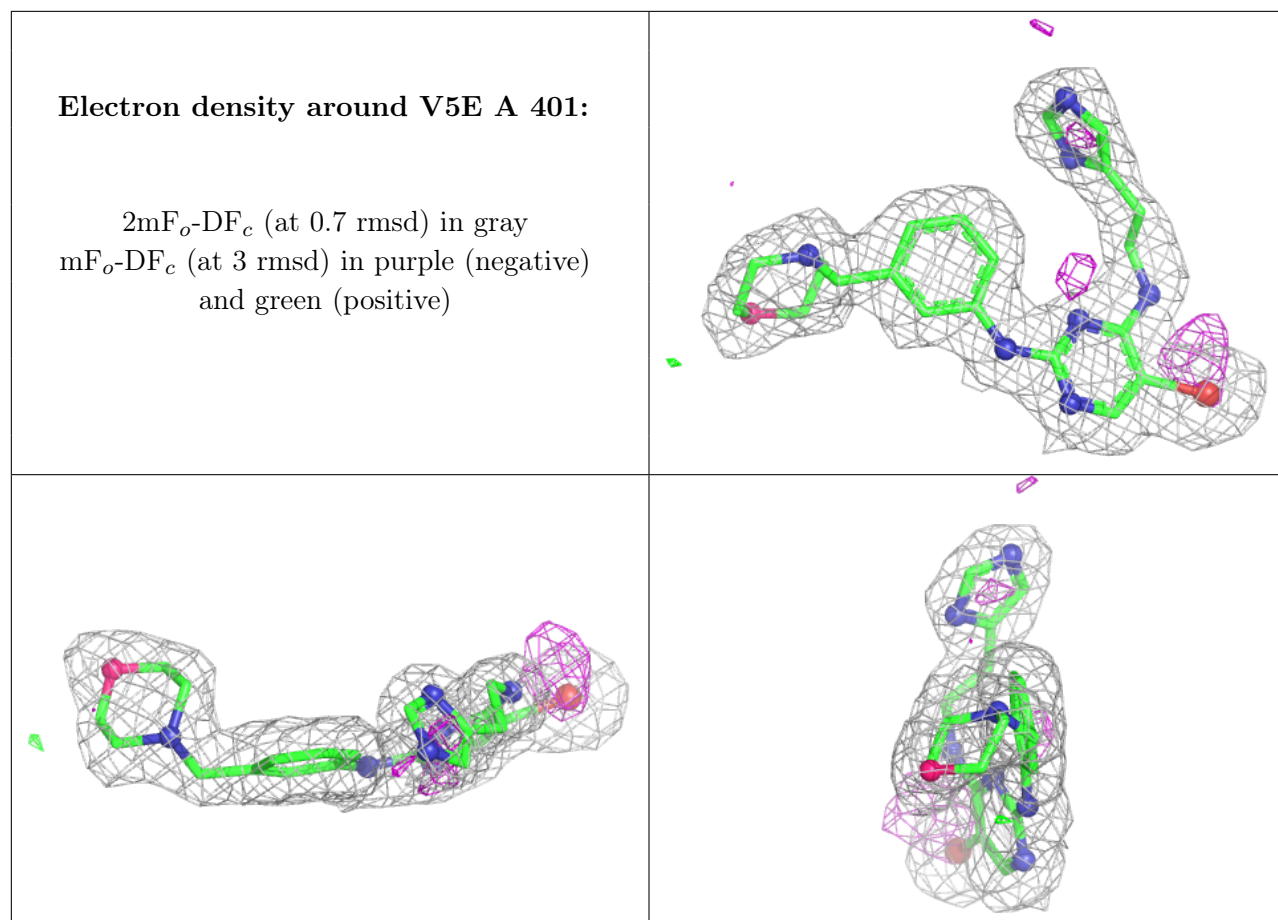 Electron density around V5E A 401:
2mFo-DFc (at 0.7 rmsd) in gray
mFo-DFc (at 3 rmsd) in purple (negative)
and green (positive)